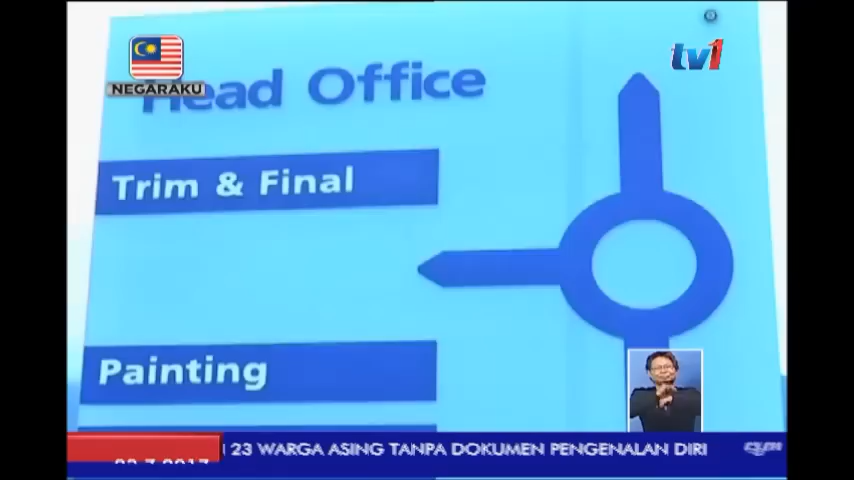 NEGARAKU
tv1
Head Office
Trim & Final
Painting
23 WARGA ASING TANPA DOKUMEN PENGENALAN DIRI